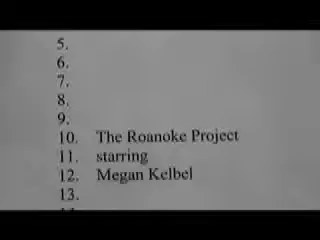 5.
6.
7.
8.
9.
10. The Roanoke Project
11. starring
12. Megan Kelbel
13.